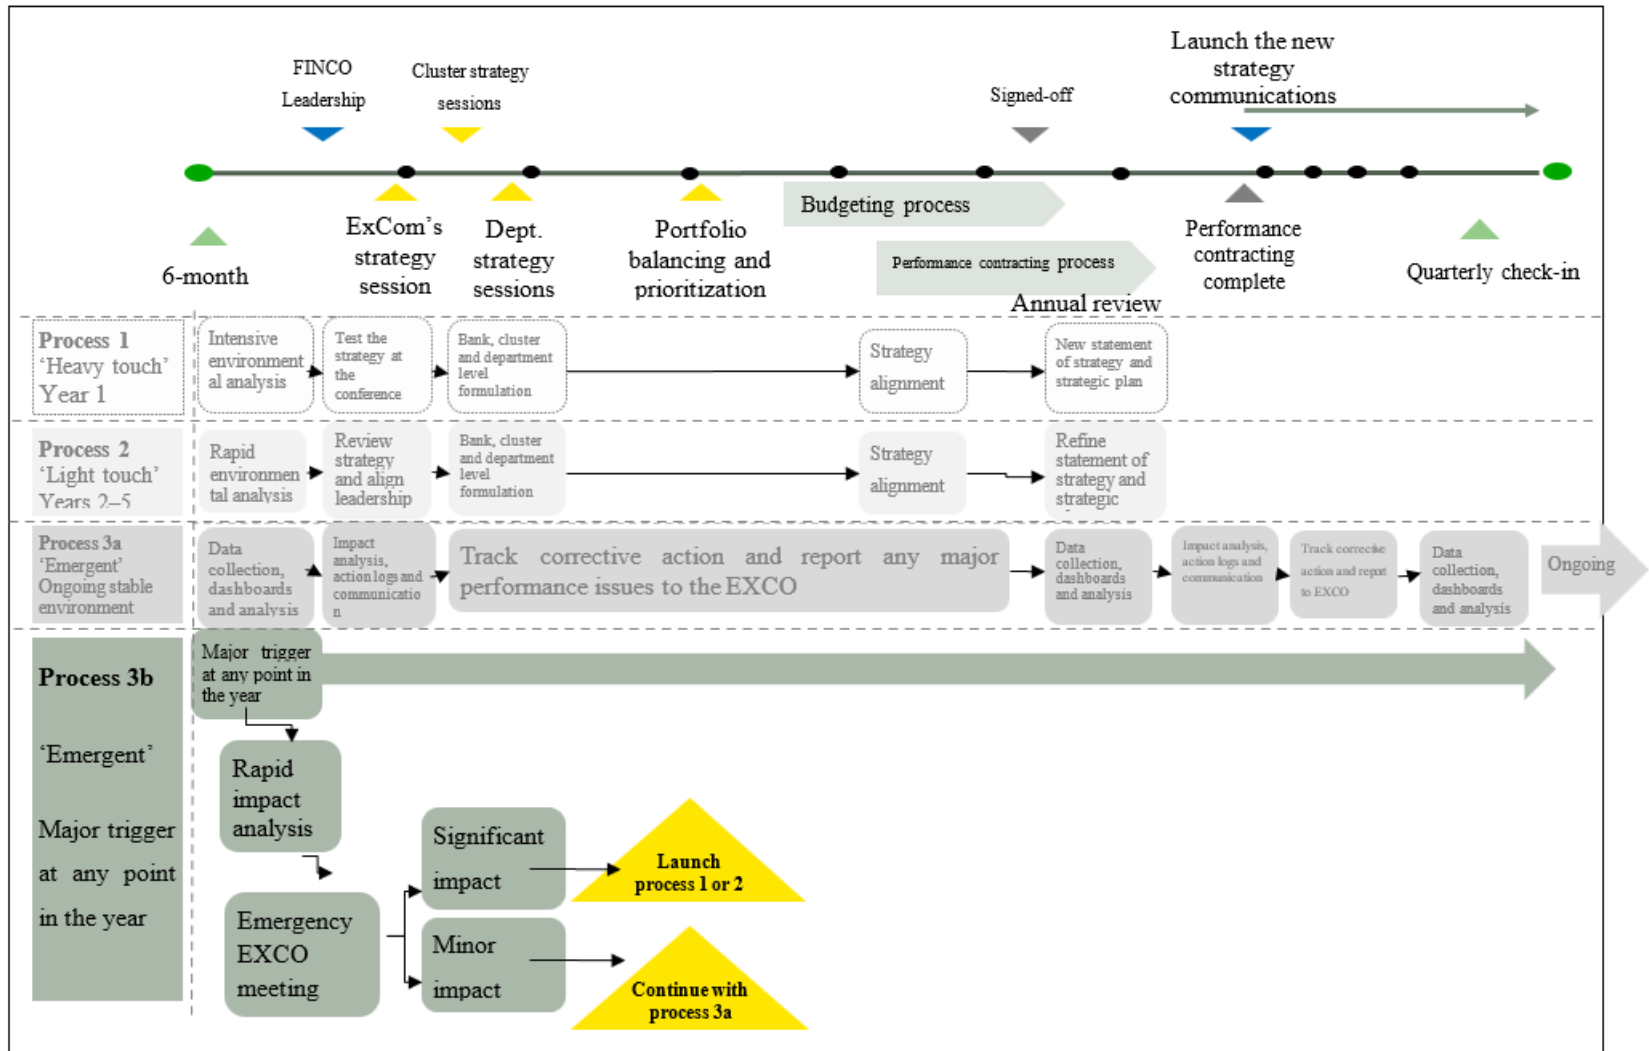 FINCO
Leadership
Cluster strategy
sessions
Signed-off
Launch the new
strategy
communications
6-month
ExCom's
strategy
session
Dept.
strategy
sessions
Portfolio
balancing and
prioritization
Budgeting process
Performance contracting process
Annual review
Performance
contracting
complete
Quarterly check-in
Process 1
'Heavy touch'
Year 1
Intensive
environment
al analysis
Test the
strategy at
the
conference
Bank, cluster
and department
level
formulation
Strategy
alignment
New statement
of strategy and
strategic plan
Process 2
'Light touch'
Years 2–5
Rapid
environmen
tal analysis
Review
strategy
and align
leadership
Bank, cluster
and department
level
formulation
Strategy
alignment
Refine
statement of
strategy and
strategic
Process 3a
'Emergent'
Ongoing stable
environment
Data
collection,
dashboards
and analysis
Impact
analysis,
action logs and
communicatio
n
Track corrective action and report any major
performance issues to the EXCO
Data
collection,
dashboards
and analysis
Impact analysis,
action logs and
communication
Track corrective
action and report
to EXCO
Data
collection,
dashboards
and analysis
Ongoing
Process 3b
'Emergent'
Major trigger
at any point
in the year
Major trigger
at any point in
the year
Rapid
impact
analysis
Emergency
EXCO
meeting
Significant
impact
Launch
process 1 or 2
Minor
impact
Continue with
process 3a